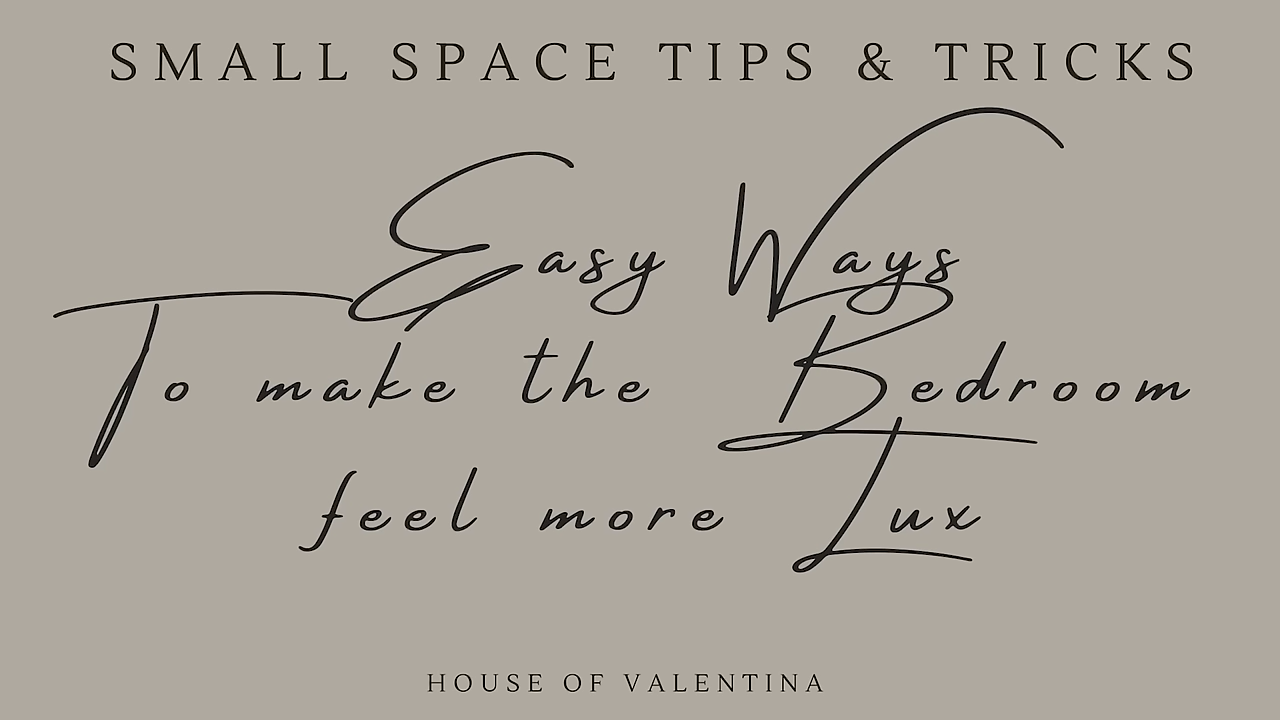 SMALL SPACE TIPS & TRICKS
Easy Ways
To make the Bedroom
feel more Lux
HOUSE OF VALENTINA